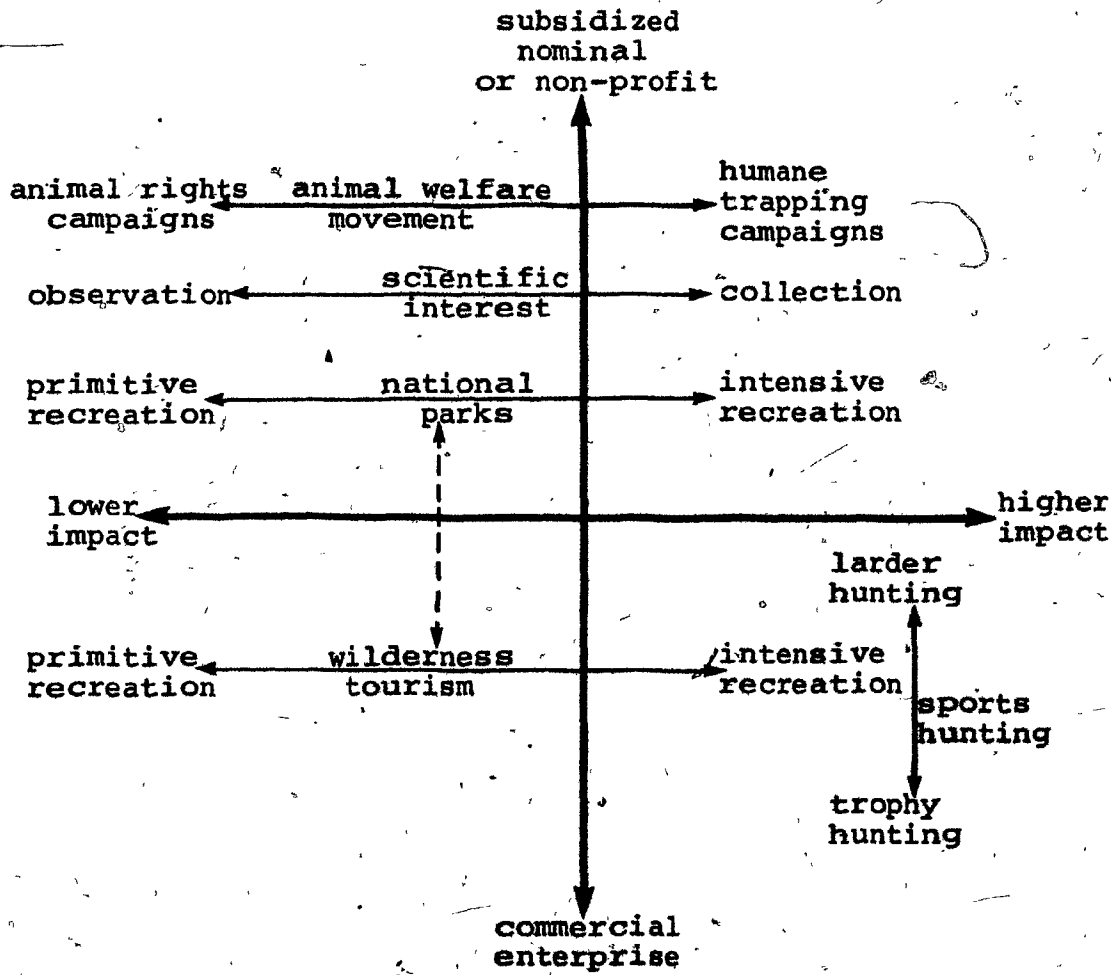 subsidized
nominal
or non-profit
animal rights
campaigns
animal welfare
movement
humane
trapping
campaigns
observation
scientific
interest
collection
primitive
recreation
national
parks
intensive
recreation
lower
impact
higher
impact
larder
hunting
primitive
recreation
wilderness
tourism
intensive
recreation
sports
hunting
trophy
hunting
commercial
enterprise